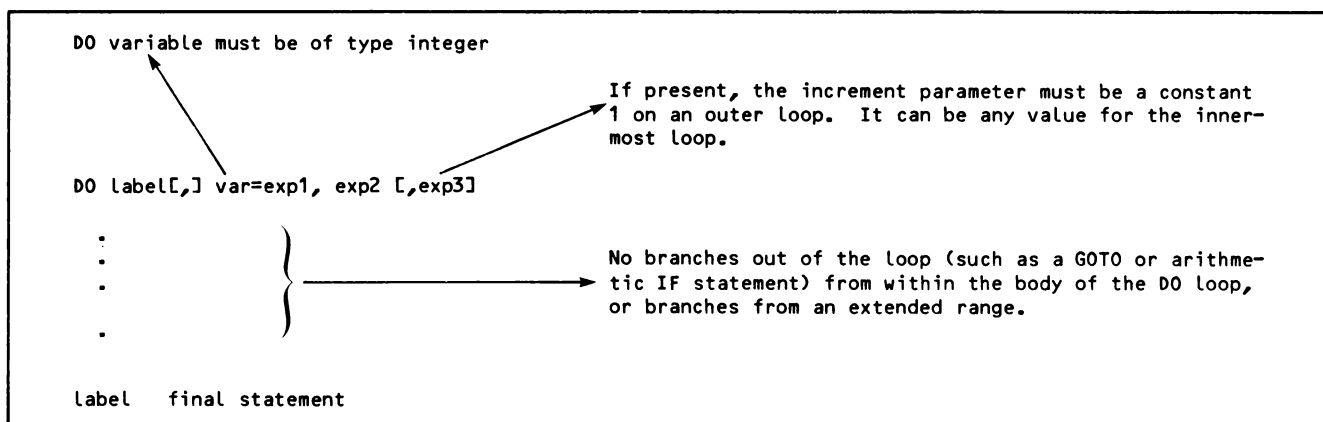 DO variable must be of type integer
If present, the increment parameter must be a constant
1 on an outer loop. It can be any value for the inner-
most loop.
DO label[,] var=exp1, exp2 [,exp3]
.
.
.
.
No branches out of the loop (such as a GOTO or arithme-
tic IF statement) from within the body of the DO loop,
or branches from an extended range.
label final statement